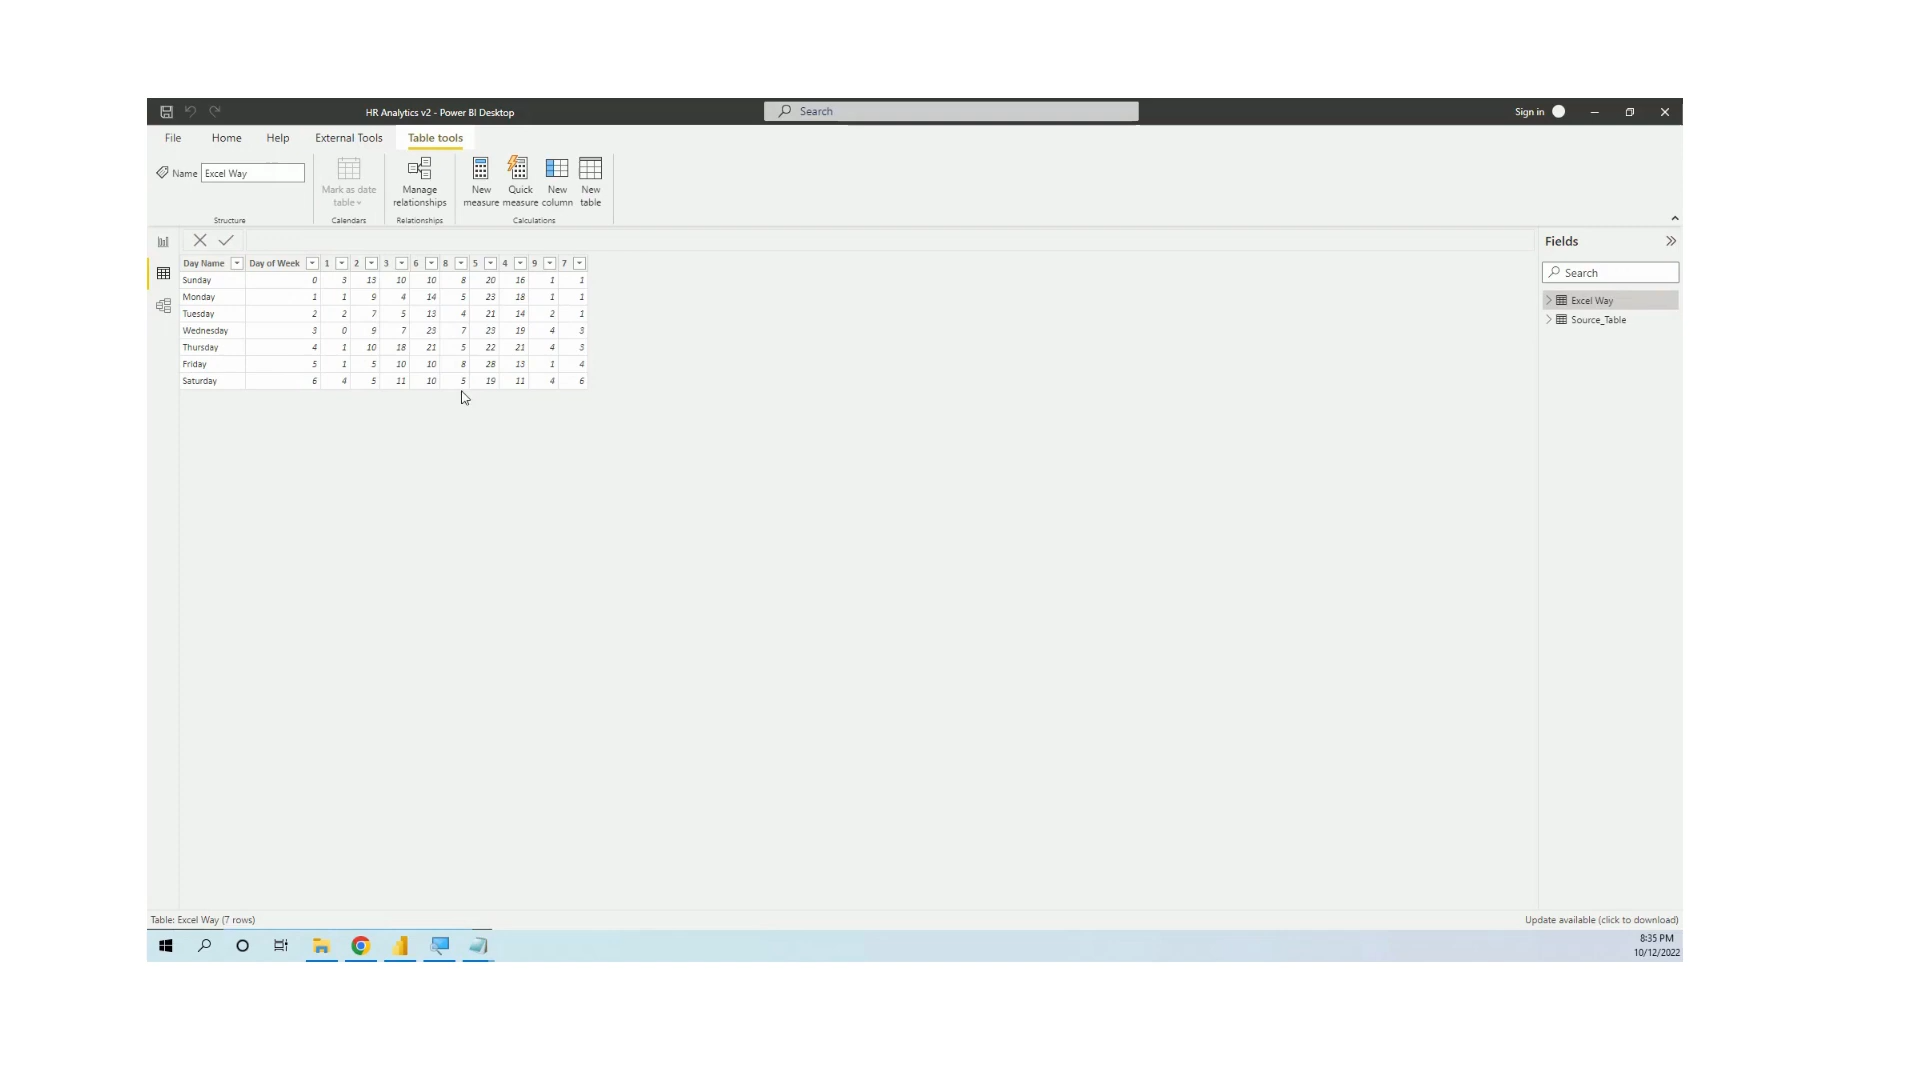 HR Analytics v2 - Power BI Desktop
Search
Sign in
File Home Help External Tools Table tools
Name Excel Way
Mark as date table
Manage relationships
New measure
Quick measure
New column
New table
Structure Calendars Relationships Calculations
Day Name Day of Week 1 2 3 6 8 5 4 9 7
Sunday 0 3 13 10 10 8 20 16 1 1
Monday 1 1 9 4 14 5 23 18 1 1
Tuesday 2 2 7 5 13 4 21 14 2 1
Wednesday 3 0 9 7 23 7 23 19 4 3
Thursday 4 1 10 18 21 5 22 21 4 3
Friday 5 1 5 10 10 8 28 13 1 4
Saturday 6 4 5 11 10 5 19 11 4 6
Fields
Search
Excel Way
Source_Table
Table: Excel Way (7 rows)
Update available (click to download)
8:35 PM
10/12/2022